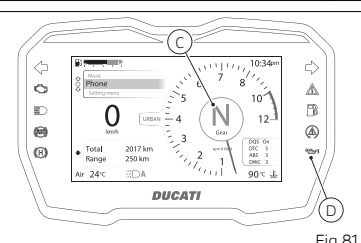 C
10:34pm
Music
Phone
Setting menu
0
km/h
URBAN
N
Gear
rpm X 1000
1
2
3
4
5
6
7
8
10
12
Total 2017 km
Range 250 km
DQS On
DTC 3
ABS 3
DWC 3
Air 24°C
A
90°C
DUCATI
D
Fig 81